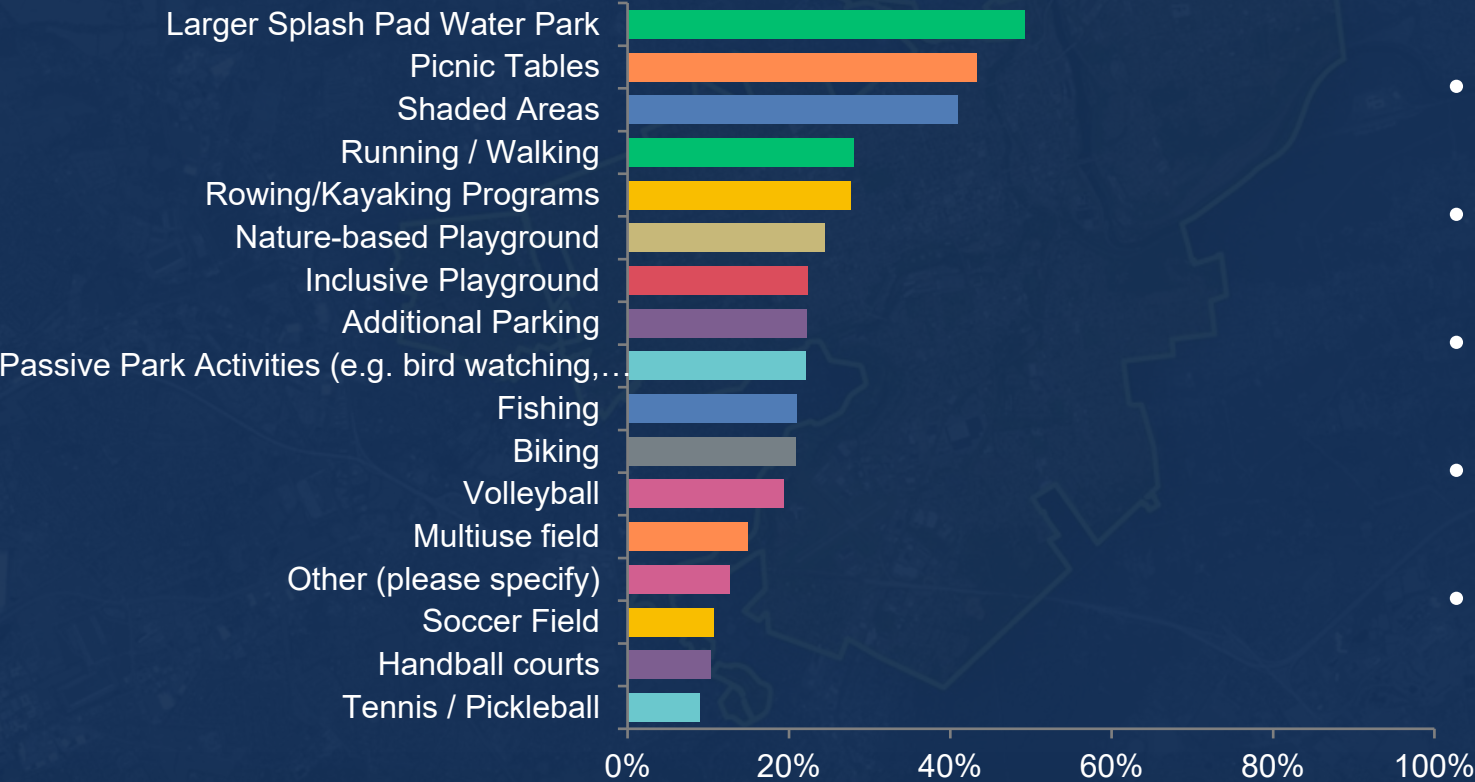 Larger Splash Pad Water Park
Picnic Tables
Shaded Areas
Running / Walking
Rowing/Kayaking Programs
Nature-based Playground
Inclusive Playground
Additional Parking
Passive Park Activities (e.g. bird watching,…
Fishing
Biking
Volleyball
Multiuse field
Other (please specify)
Soccer Field
Handball courts
Tennis / Pickleball
0% 20% 40% 60% 80% 100%